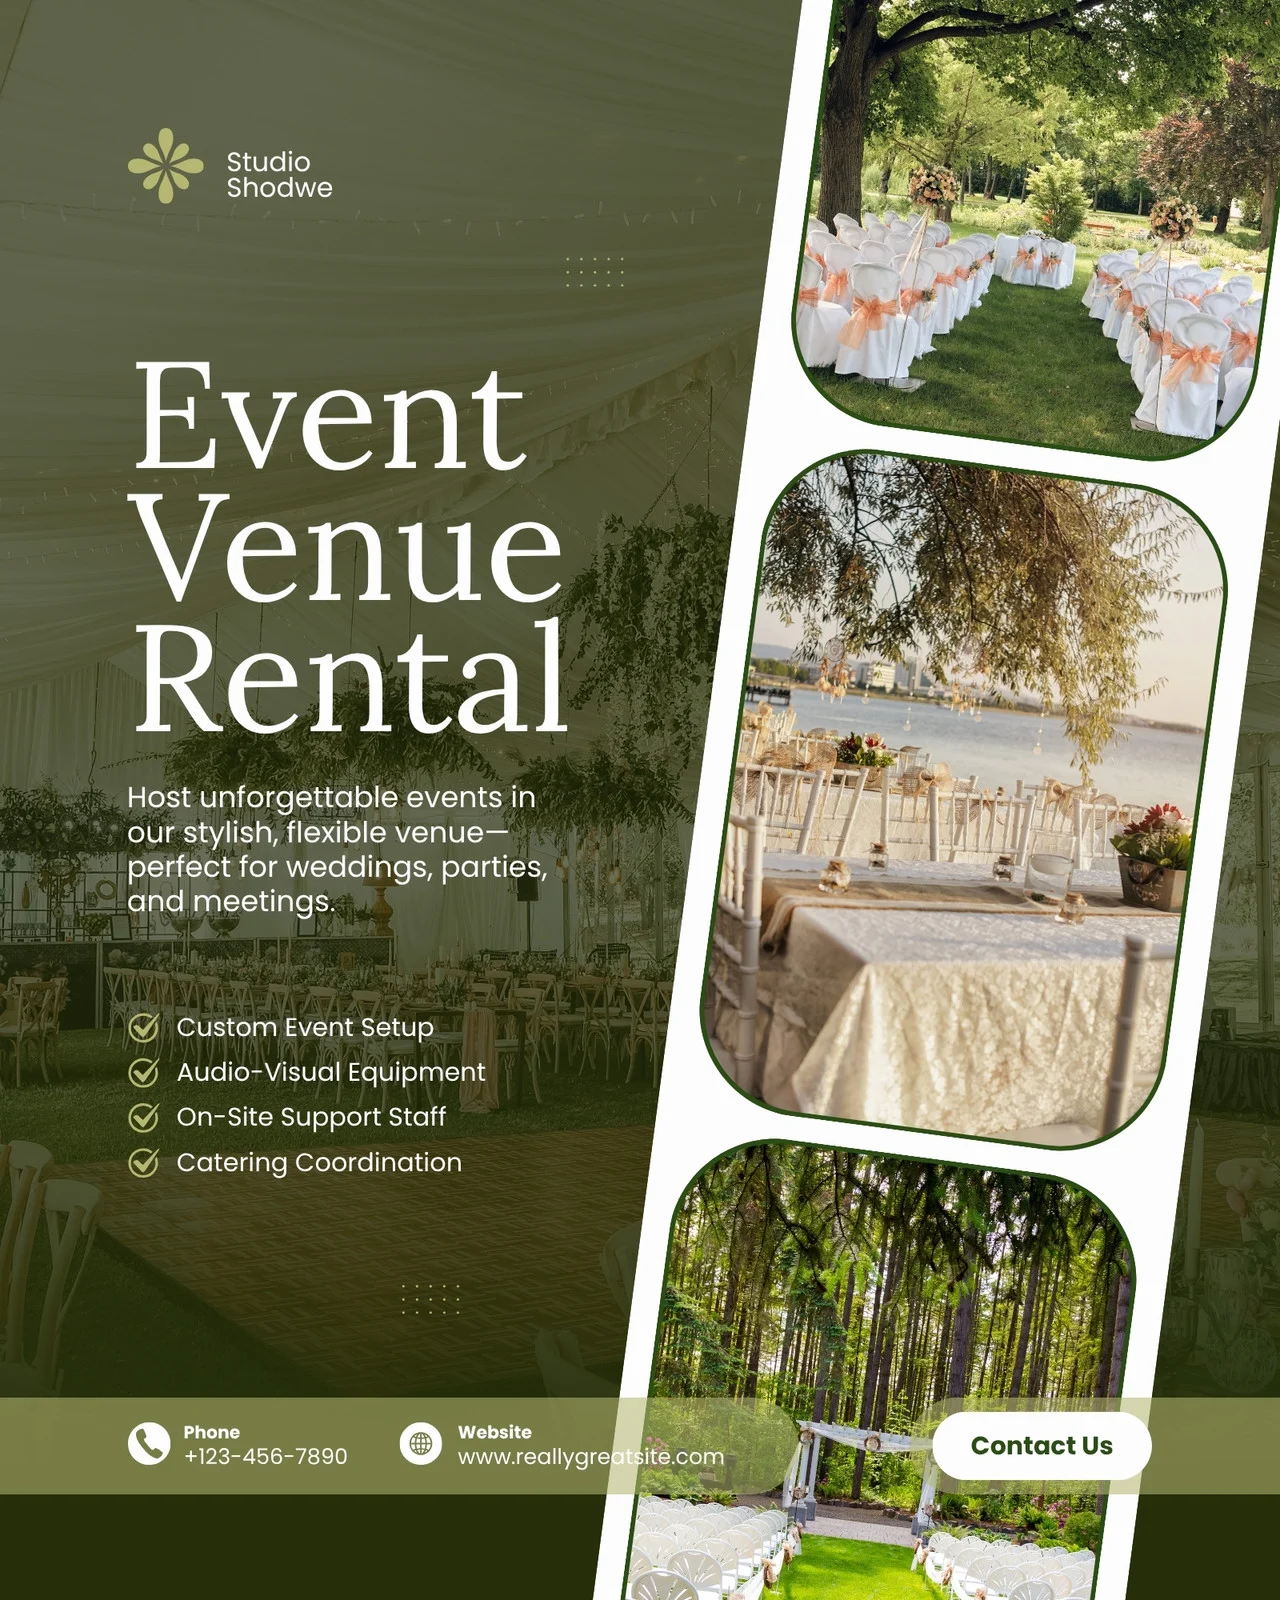 Studio
Shodwe
Event
Venue
Rental
Host unforgettable events in
our stylish, flexible venue—
perfect for weddings, parties,
and meetings.
Custom Event Setup
Audio-Visual Equipment
On-Site Support Staff
Catering Coordination
Phone
+123-456-7890
Website
www.reallygreatsite.com
Contact Us